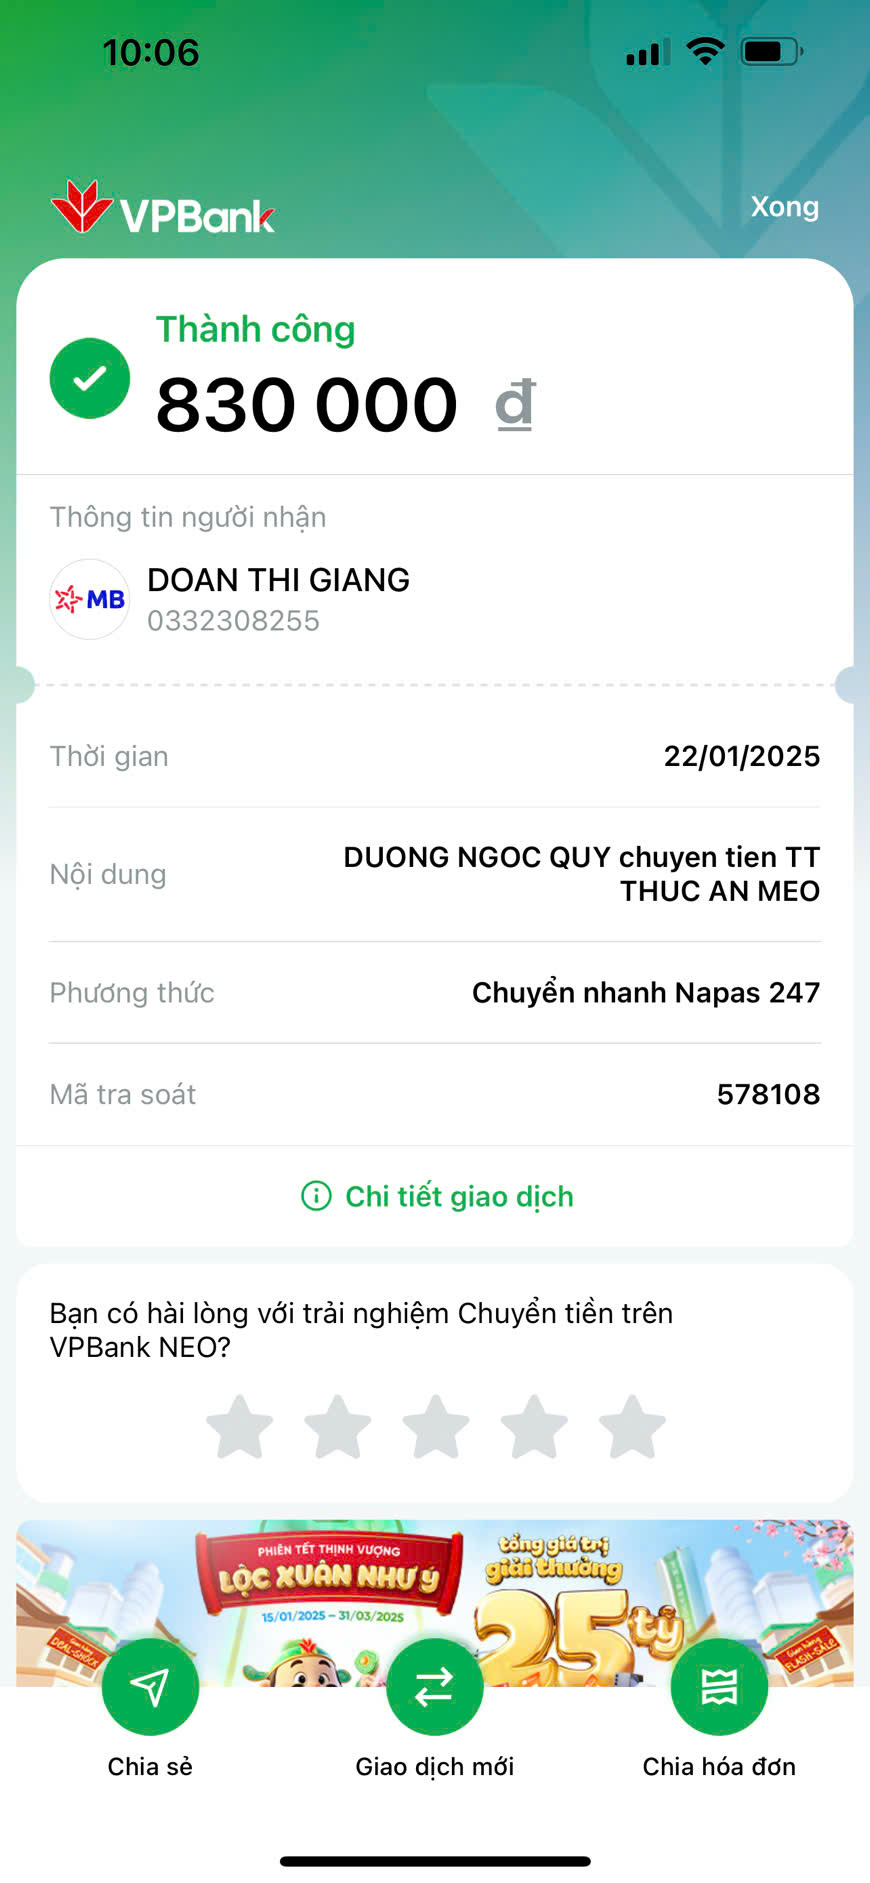 10:06
VPBank
Xong
Thành công
830 000 đ
Thông tin người nhận
MB
DOAN THI GIANG
0332308255
Thời gian
22/01/2025
Nội dung
DUONG NGOC QUY chuyen tien TT
THUC AN MEO
Phương thức
Chuyển nhanh Napas 247
Mã tra soát
578108
Chi tiết giao dịch
Bạn có hài lòng với trải nghiệm Chuyển tiền trên
VPBank NEO?
PHIÊN TẾT THỊNH VƯỢNG
LỘC XUÂN NHƯ Ý
15/01/2025 – 31/03/2025
tổng giá trị
giải thưởng
25 tỷ
Gian hàng
DEAL-SHOCK
Gian hàng
FLASH-SALE
Chia sẻ
Giao dịch mới
Chia hóa đơn